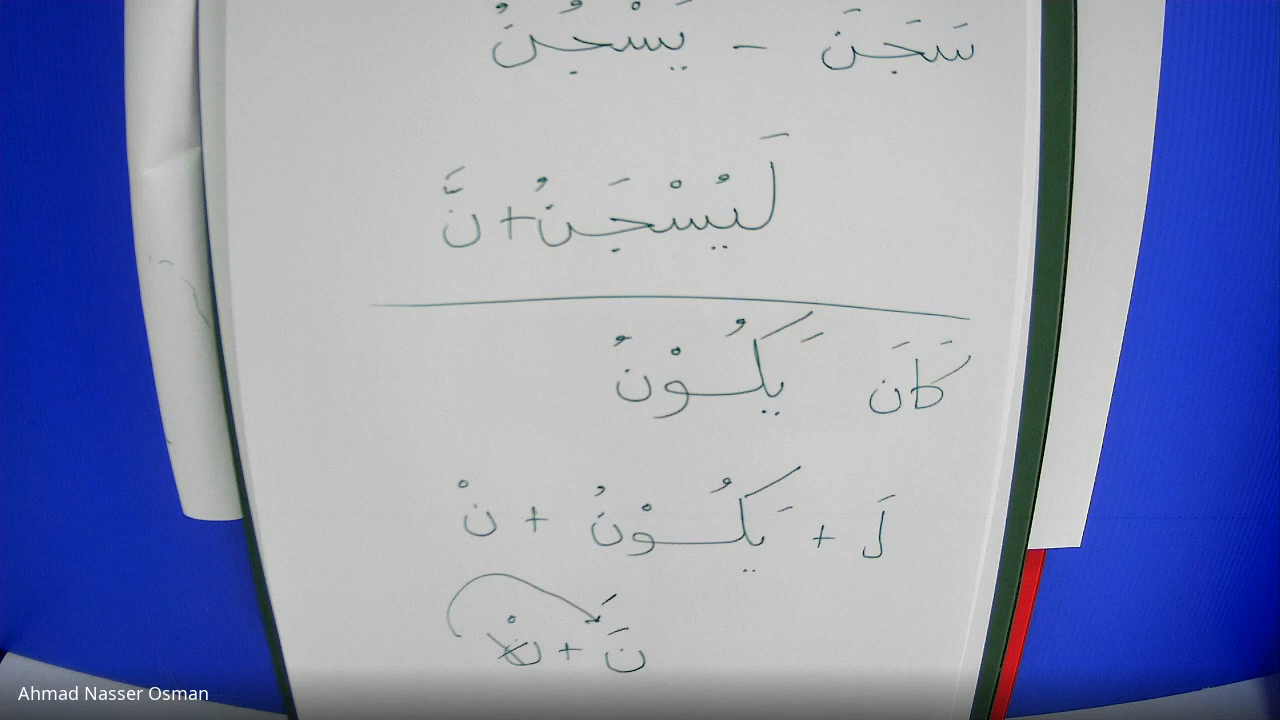 سَجَنَ - يَسْجُنُ
لَيُسْجَنُ + نَّ
كَانَ يَكُوْنُ
لَ + يَكُوْنُ + نْ
نَ + نْ
Ahmad Nasser Osman